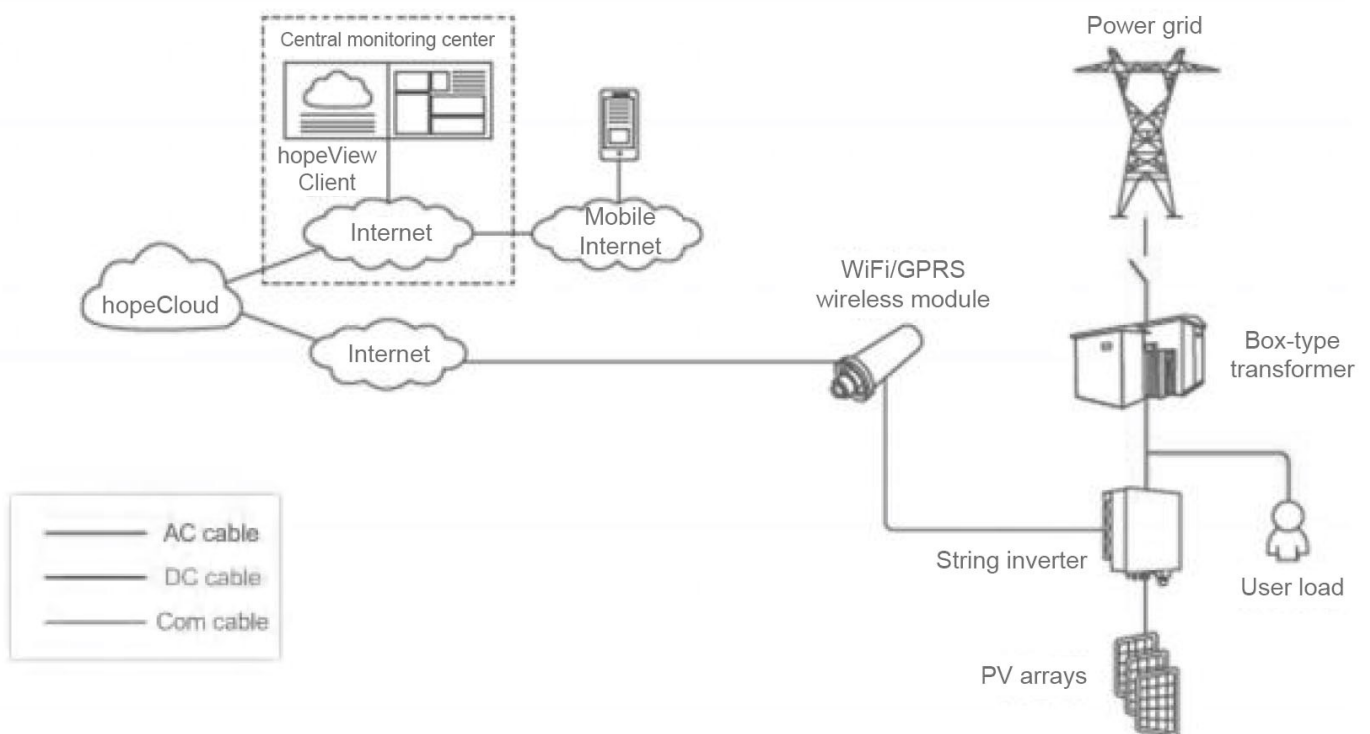 Power grid
Central monitoring center
hopeView
Client
Internet
Mobile
Internet
WiFi/GPRS
wireless module
hopeCloud
Internet
Box-type
transformer
AC cable
DC cable
Com cable
String inverter
User load
PV arrays